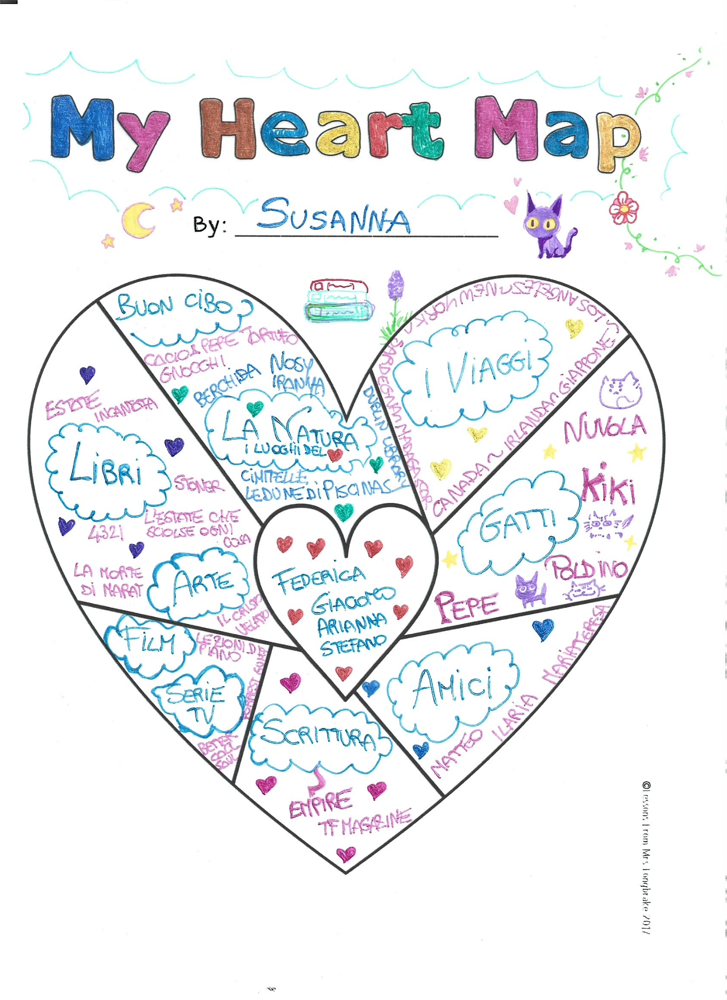 My Heart Map
By: SUSANNA
BUON CIBO
CACIO & PEPE TARTUFO
GNOCCHI
BERCHIDA
NOSY
IRANYA
LA NATURA
I LUOGHI DEL
CIMITELLE
LE DUNE DI PISCINAS
DUBLIN LIBRARY
I VIAGGI
LOS ANGELES ~ NEW YORK ~ SARDEGNA ~ MADAGASCAR
CANADA ~ IRLANDA ~ GIAPPONE
ESTATE
INCANTATA
LIBRI
STONER
4321
L'ESTATE CHE
SCIOLSE OGNI
COSA
LA MORTE
DI MARAT
ARTE
IL CRISTO
VELATO
NUVOLA
KIKI
GATTI
POLDINO
PEPE
FEDERICA
GIACOMO
ARIANNA
STEFANO
FILM
LEZIONI DI
PIANO
FORREST GUMP
SERIE
TV
BETTER
CALL
SAUL
SCRITTURA
EMPIRE
TF MAGAZINE
AMICI
MATTEO
ILARIA
MARIATERESA
©Lessons From Mrs Longbrake 2017